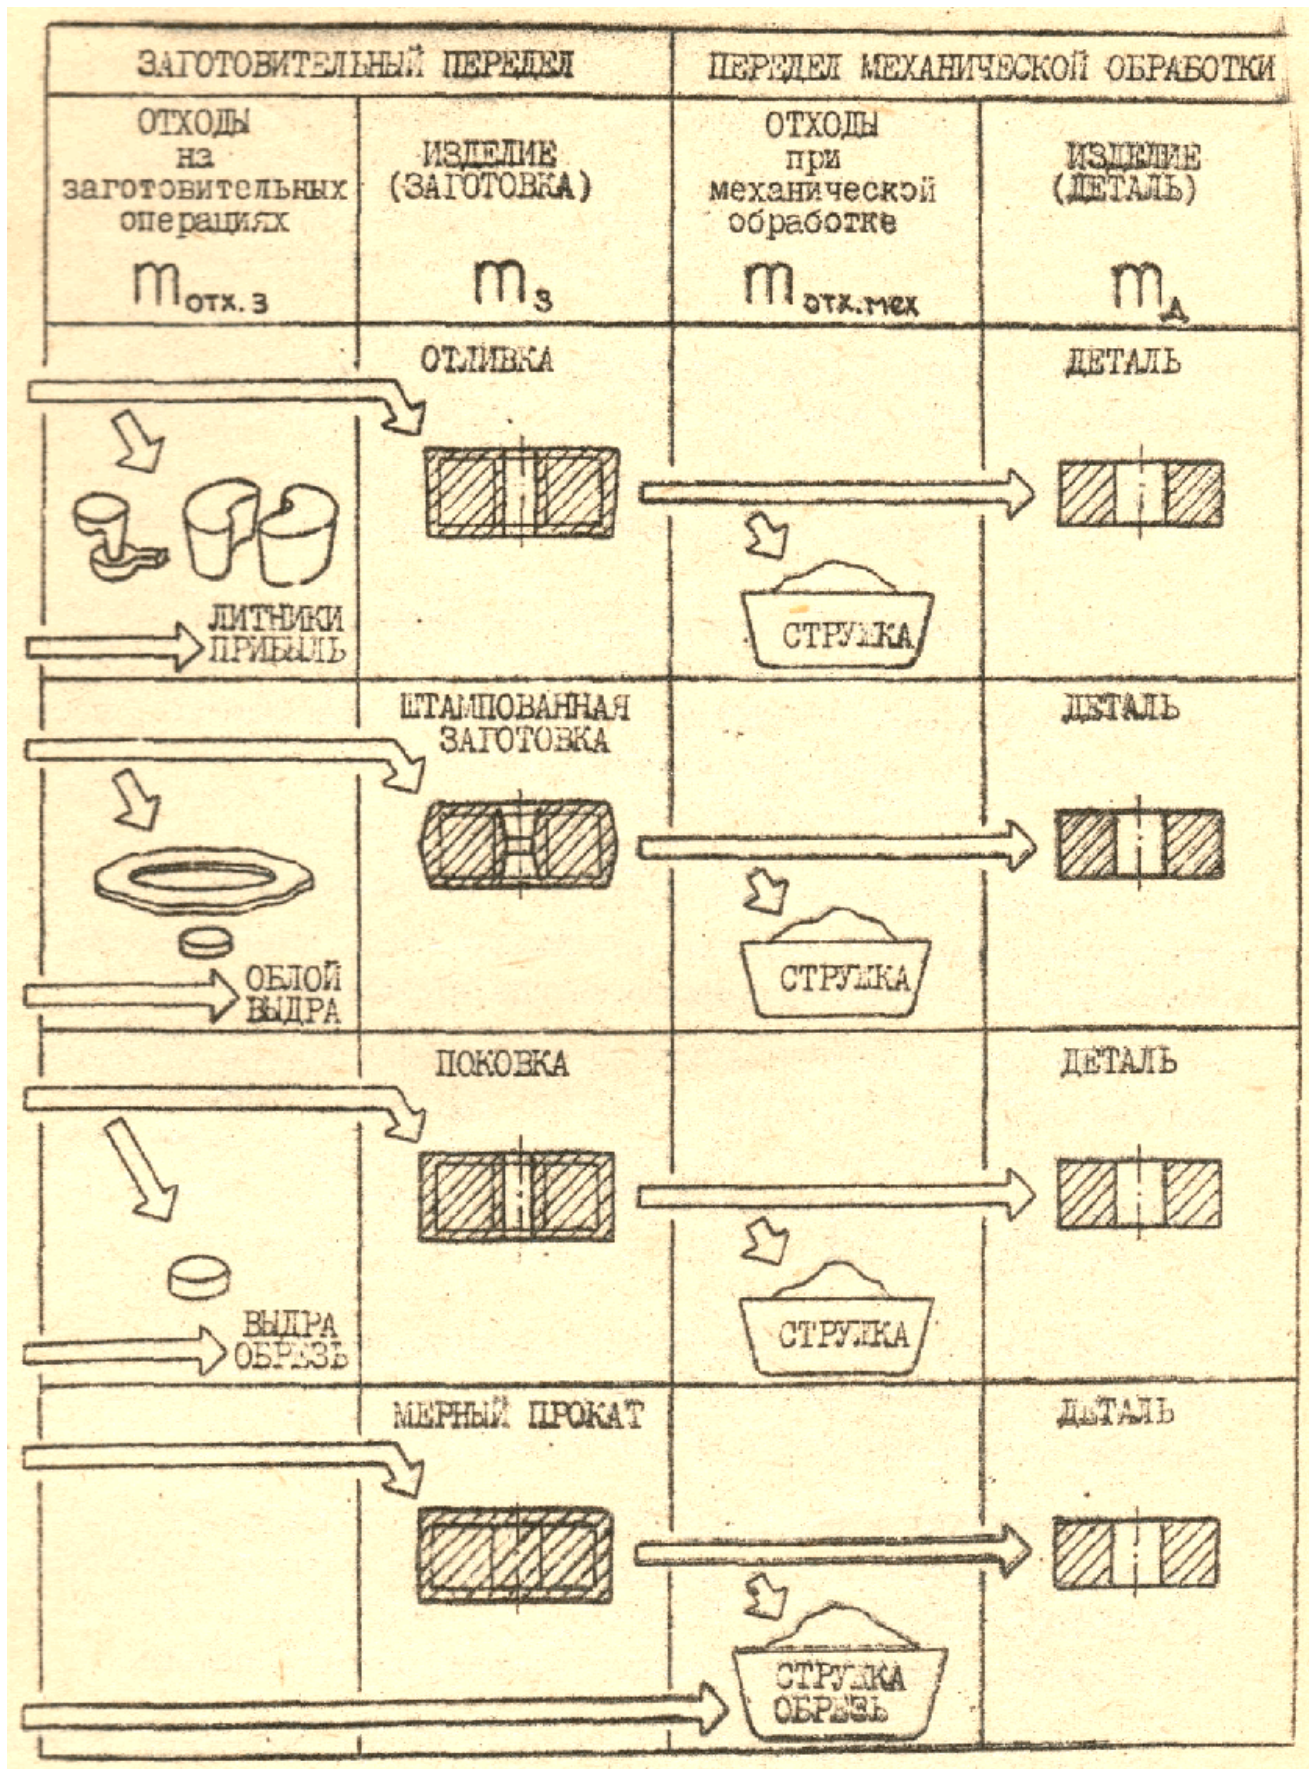 ЗАГОТОВИТЕЛЬНЫЙ ПЕРЕДЕЛ
ПЕРЕДЕЛ МЕХАНИЧЕСКОЙ ОБРАБОТКИ
ОТХОДЫ
на
заготовительных
операциях
m отх. з
ИЗДЕЛИЕ
(ЗАГОТОВКА)
m з
ОТХОДЫ
при
механической
обработке
m отх.мех
ИЗДЕЛИЕ
(ДЕТАЛЬ)
m д
ОТЛИВКА
ДЕТАЛЬ
ЛИТНИКИ
ПРИБЫЛЬ
СТРУЖКА
ШТАМПОВАННАЯ
ЗАГОТОВКА
ДЕТАЛЬ
ОБЛОЙ
ВЫДРА
СТРУЖКА
ПОКОВКА
ДЕТАЛЬ
ВЫДРА
ОБРЕЗЬ
СТРУЖКА
МЕРНЫЙ ПРОКАТ
ДЕТАЛЬ
СТРУЖКА
ОБРЕЗЬ